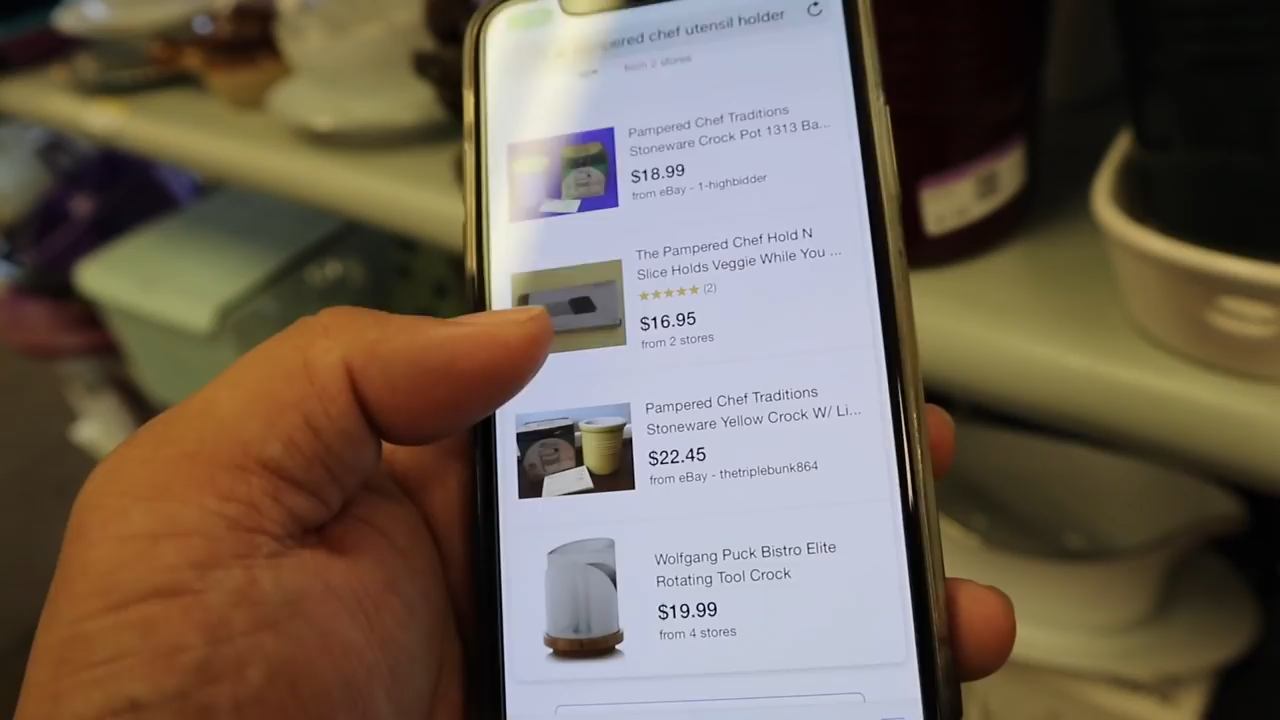 chef utensil holder
from 2 stores
Pampered Chef Traditions
Stoneware Crock Pot 1313 Ba...
$18.99
from eBay - 1-highbidder
The Pampered Chef Hold N
Slice Holds Veggie While You ...
(2)
$16.95
from 2 stores
Pampered Chef Traditions
Stoneware Yellow Crock W/ Li...
$22.45
from eBay - thetriplebunk864
Wolfgang Puck Bistro Elite
Rotating Tool Crock
$19.99
from 4 stores